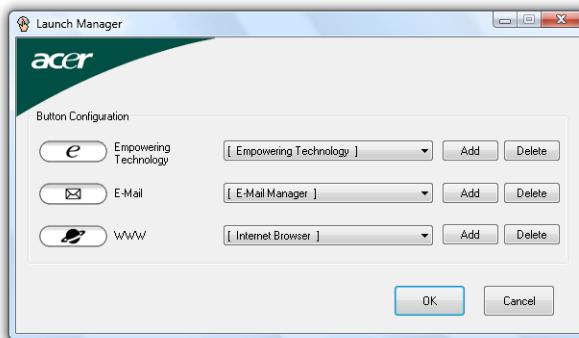 Launch Manager
acer
Button Configuration
e Empowering Technology [ Empowering Technology ] Add Delete
E-Mail [ E-Mail Manager ] Add Delete
WWW [ Internet Browser ] Add Delete
OK Cancel